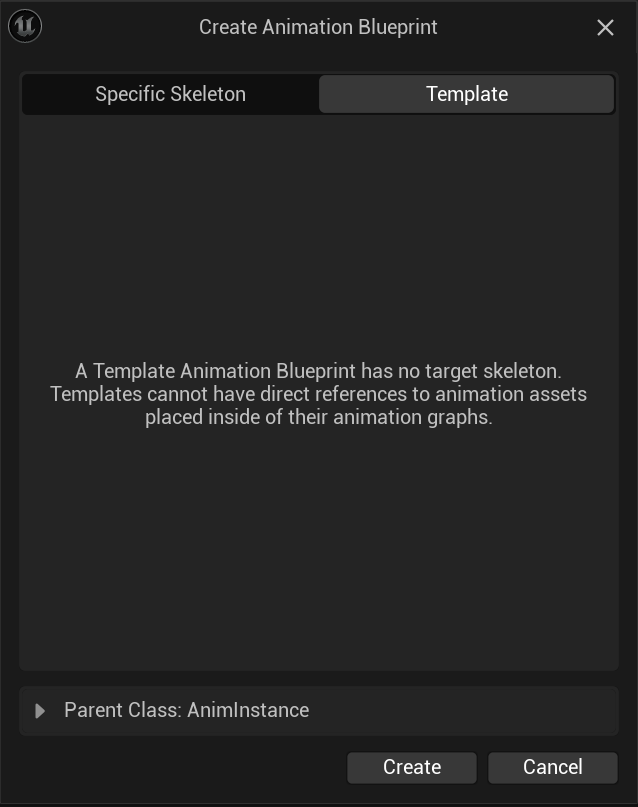 Create Animation Blueprint
Specific Skeleton
Template
A Template Animation Blueprint has no target skeleton.
Templates cannot have direct references to animation assets
placed inside of their animation graphs.
Parent Class: AnimInstance
Create
Cancel